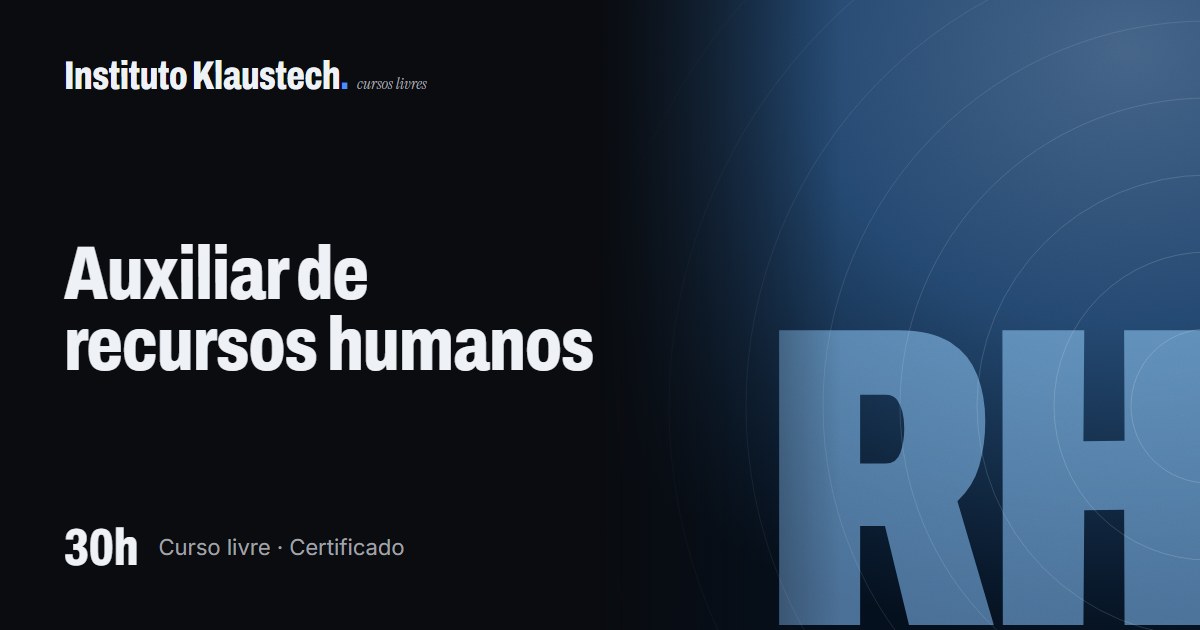 Instituto Klaustech. cursos livres
Auxiliar de
recursos humanos
30h Curso livre · Certificado
RH